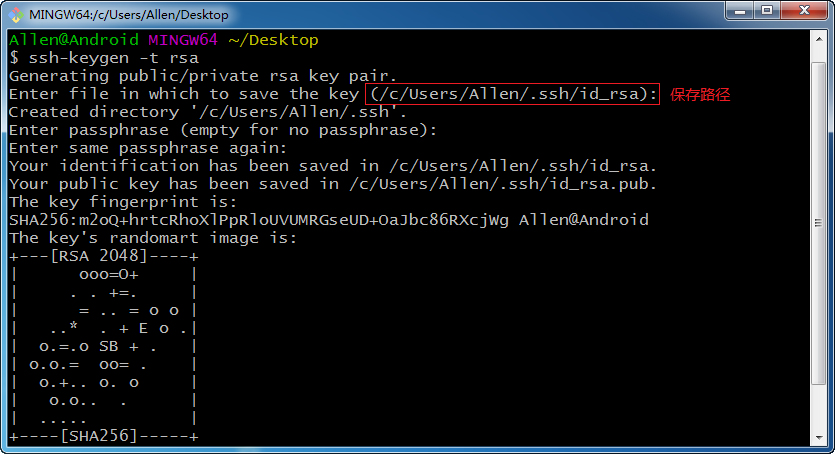 MINGW64:/c/Users/Allen/Desktop
Allen@Android MINGW64 ~/Desktop
$ ssh-keygen -t rsa
Generating public/private rsa key pair.
Enter file in which to save the key (/c/Users/Allen/.ssh/id_rsa): 保存路径
Created directory '/c/Users/Allen/.ssh'.
Enter passphrase (empty for no passphrase):
Enter same passphrase again:
Your identification has been saved in /c/Users/Allen/.ssh/id_rsa.
Your public key has been saved in /c/Users/Allen/.ssh/id_rsa.pub.
The key fingerprint is:
SHA256:m2oQ+hrtcRhoXlPpRloUVUMRGseUD+OaJbc86RXcjWg Allen@Android
The key's randomart image is:
+---[RSA 2048]----+
|      ooo=O+     |
|     . . +=.     |
|      = .. = o o |
|   ..*  . + E o .|
|  o.=.o SB + .   |
| o.o.=  oo= .    |
|  o.+.. o. o     |
|   o.o..  .      |
|  .....          |
+----[SHA256]-----+